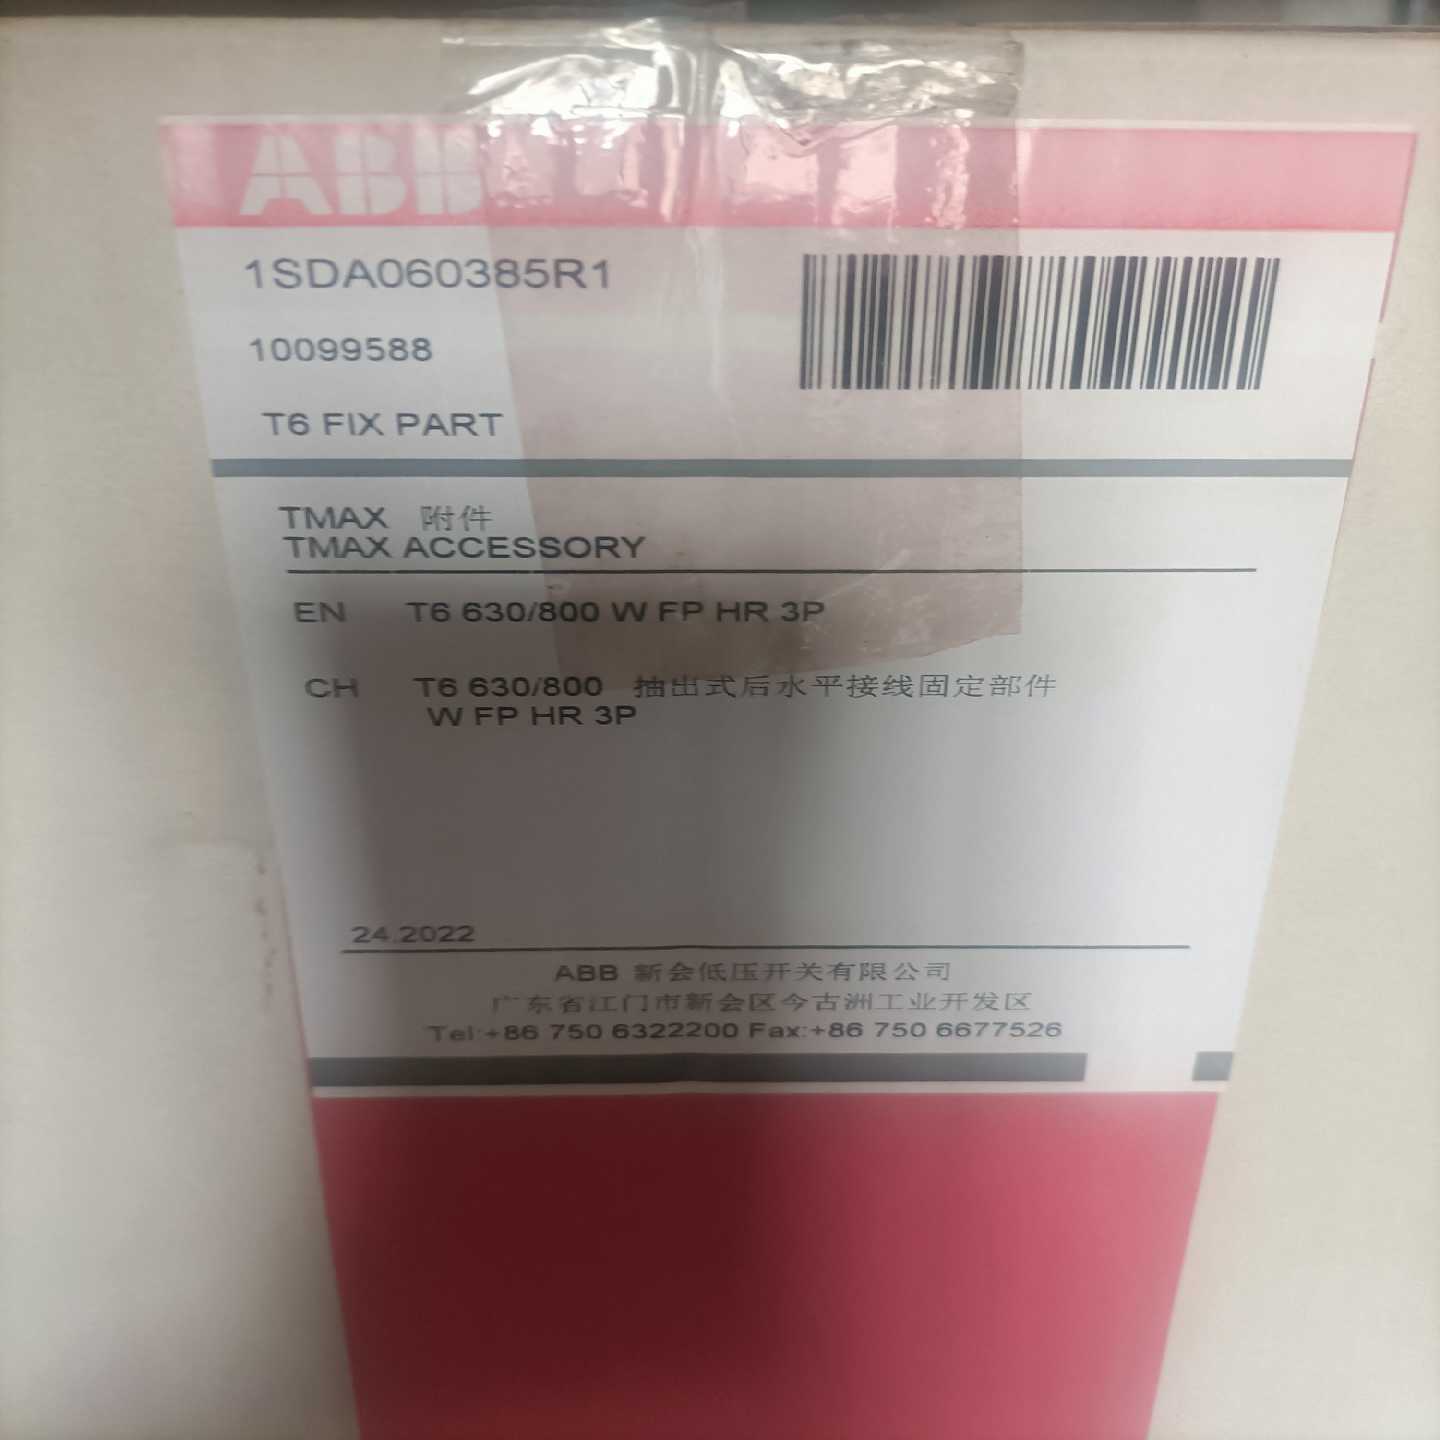 ABB
1SDA060385R1
10099588
T6 FIX PART
TMAX 附件
TMAX ACCESSORY
EN T6 630/800 W FP HR 3P
CH T6 630/800 抽出式后水平接线固定部件
W FP HR 3P
24.2022
ABB 新会低压开关有限公司
广东省江门市新会区今古洲工业开发区
Tel:+86 750 6322200 Fax:+86 750 6677526